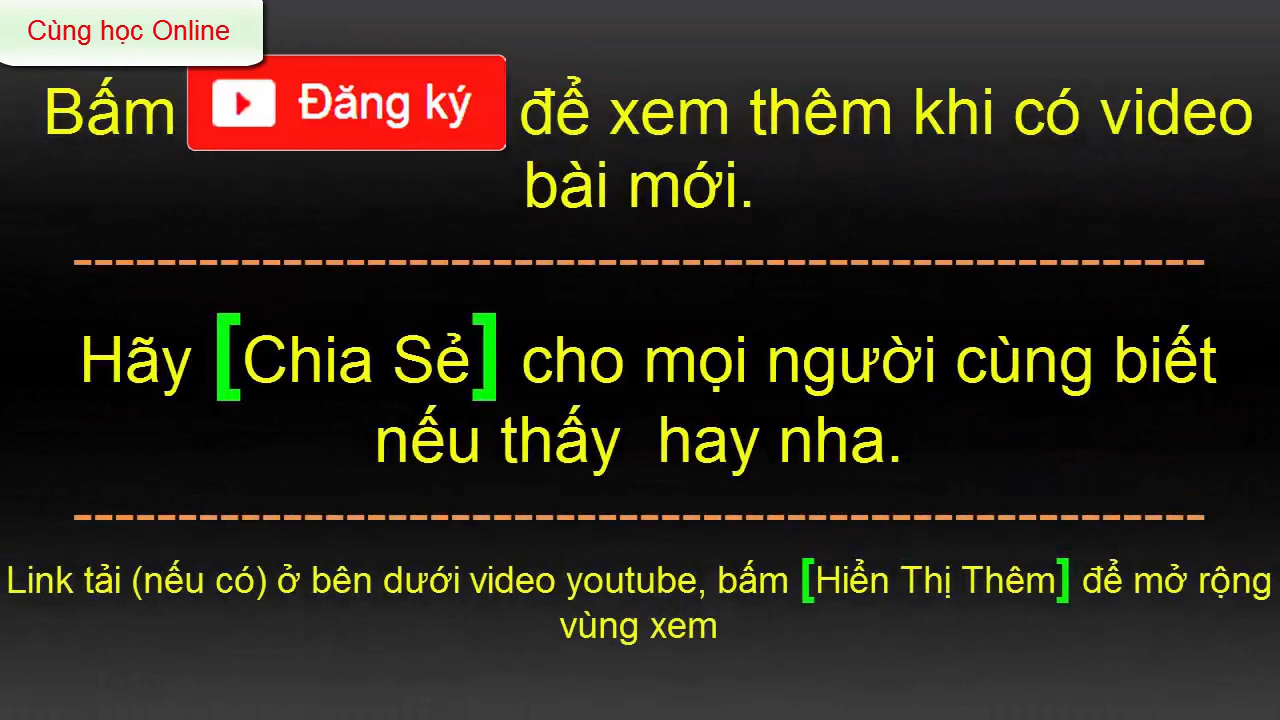 Cùng học Online
Bấm Đăng ký để xem thêm khi có video
bài mới.
------------------------------------------------------
Hãy [Chia Sẻ] cho mọi người cùng biết
nếu thấy hay nha.
------------------------------------------------------
Link tải (nếu có) ở bên dưới video youtube, bấm [Hiển Thị Thêm] để mở rộng
vùng xem